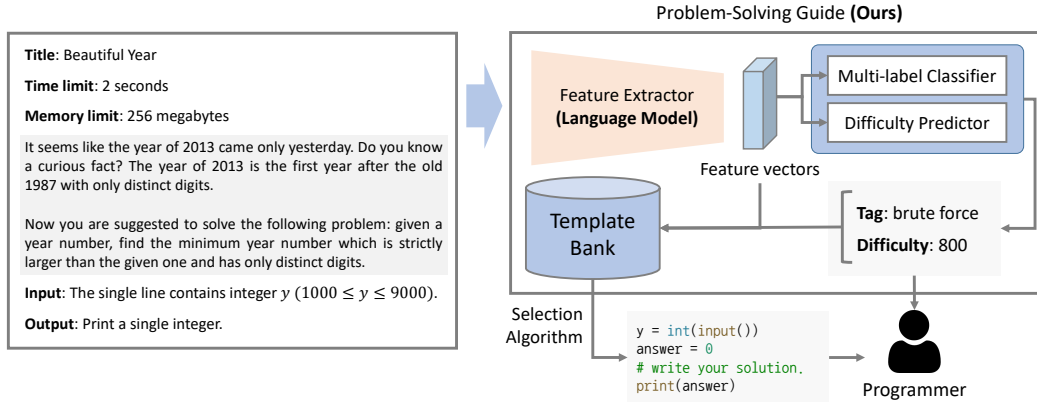 Problem-Solving Guide (Ours)
Title: Beautiful Year
Time limit: 2 seconds
Memory limit: 256 megabytes
It seems like the year of 2013 came only yesterday. Do you know
a curious fact? The year of 2013 is the first year after the old
1987 with only distinct digits.
Now you are suggested to solve the following problem: given a
year number, find the minimum year number which is strictly
larger than the given one and has only distinct digits.
Input: The single line contains integer y (1000 ≤ y ≤ 9000).
Output: Print a single integer.
Feature Extractor
(Language Model)
Feature vectors
Multi-label Classifier
Difficulty Predictor
Template
Bank
Tag: brute force
Difficulty: 800
Selection
Algorithm
y = int(input())
answer = 0
# write your solution.
print(answer)
Programmer